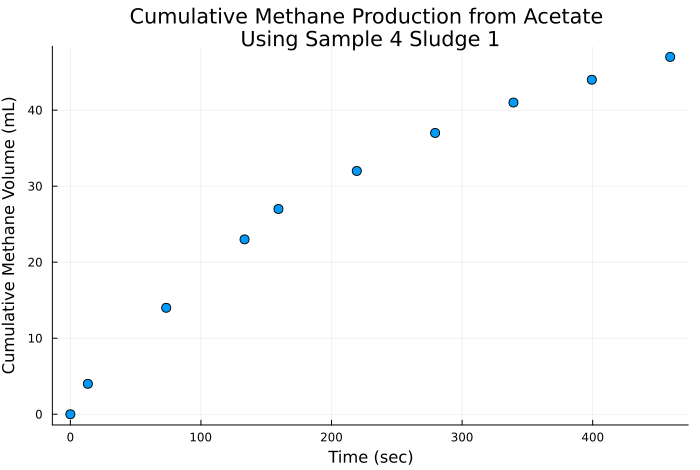 Cumulative Methane Production from Acetate
Using Sample 4 Sludge 1
Cumulative Methane Volume (mL)
40
30
20
10
0
0 100 200 300 400
Time (sec)